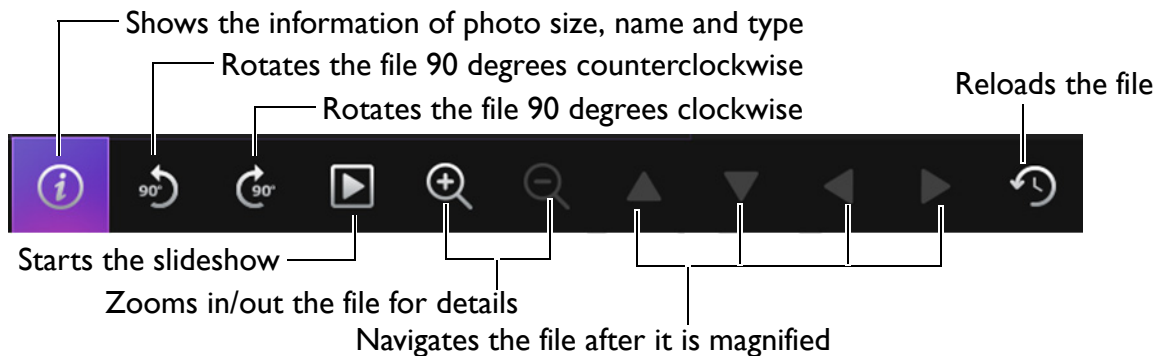 Shows the information of photo size, name and type
Rotates the file 90 degrees counterclockwise
Rotates the file 90 degrees clockwise
Reloads the file
i
90°
90°
Starts the slideshow
Zooms in/out the file for details
Navigates the file after it is magnified